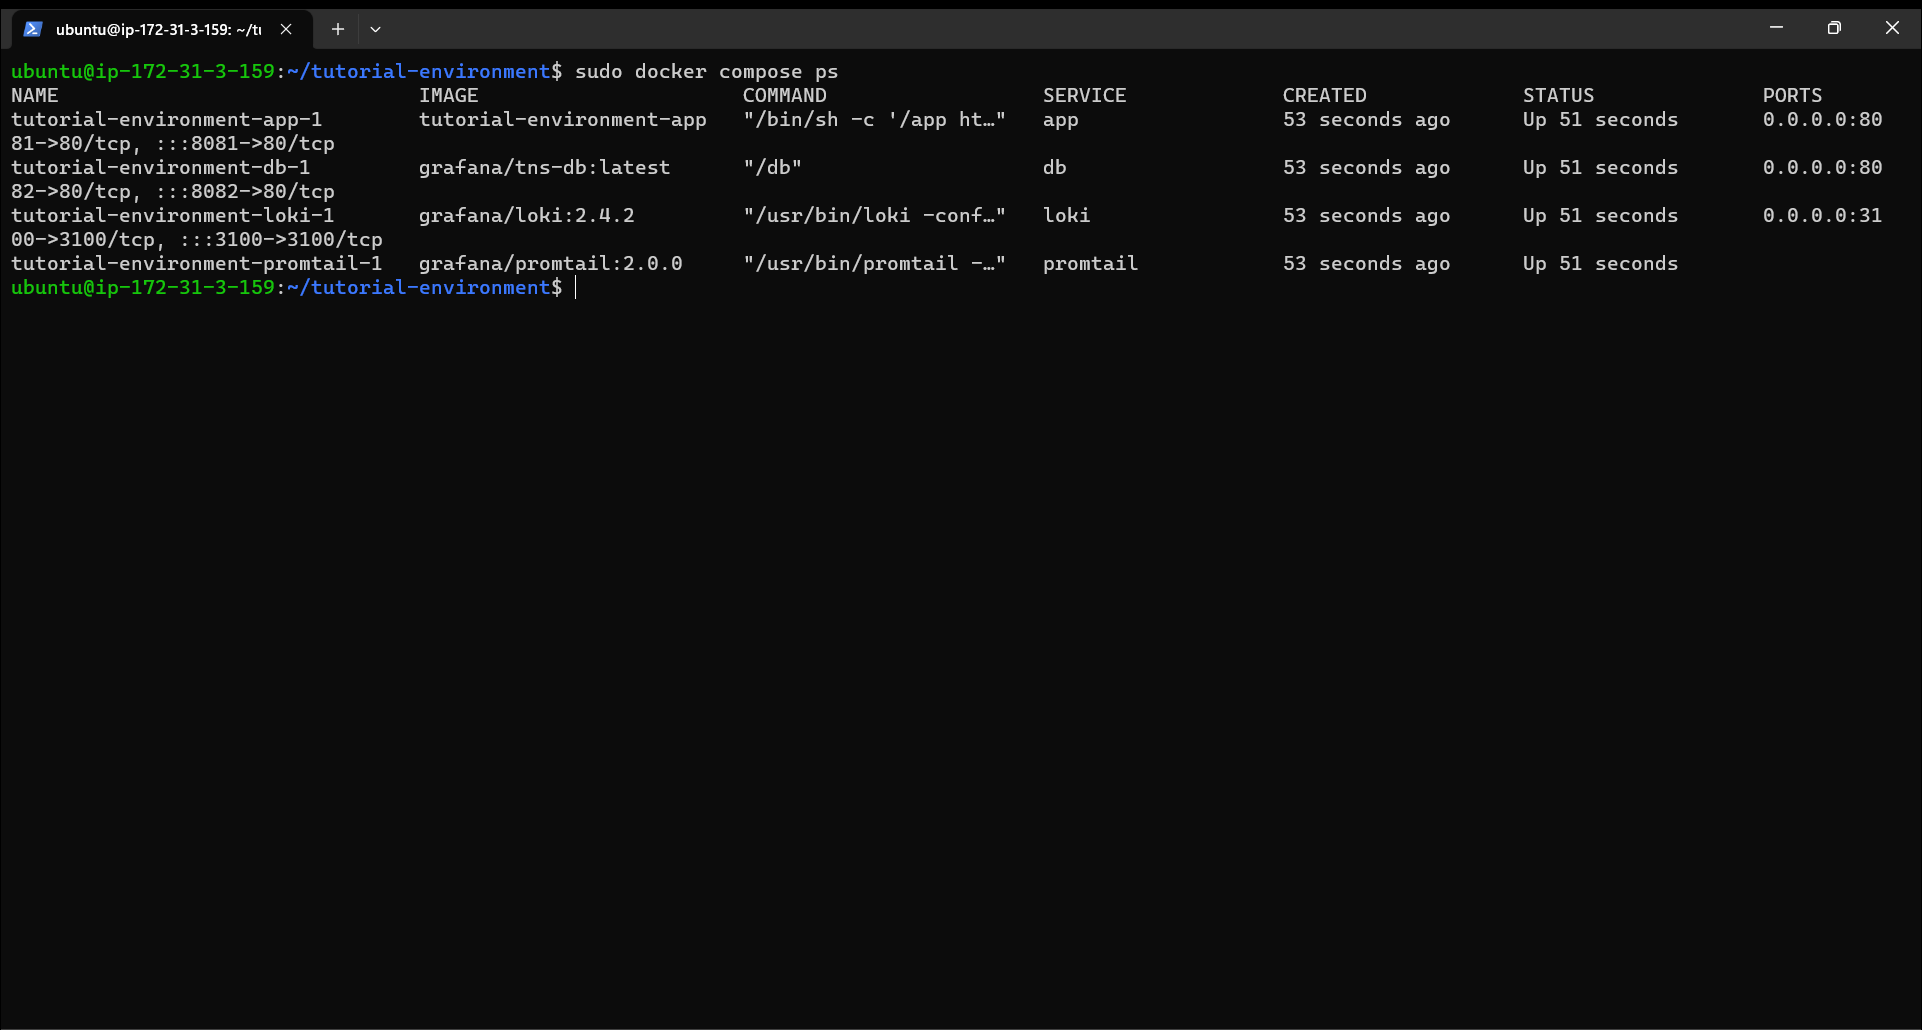 ubuntu@ip-172-31-3-159: ~/tu
ubuntu@ip-172-31-3-159:~/tutorial-environment$ sudo docker compose ps
NAME IMAGE COMMAND SERVICE CREATED STATUS PORTS
tutorial-environment-app-1 tutorial-environment-app "/bin/sh -c '/app ht…" app 53 seconds ago Up 51 seconds 0.0.0.0:80
81->80/tcp, :::8081->80/tcp
tutorial-environment-db-1 grafana/tns-db:latest "/db" db 53 seconds ago Up 51 seconds 0.0.0.0:80
82->80/tcp, :::8082->80/tcp
tutorial-environment-loki-1 grafana/loki:2.4.2 "/usr/bin/loki -conf…" loki 53 seconds ago Up 51 seconds 0.0.0.0:31
00->3100/tcp, :::3100->3100/tcp
tutorial-environment-promtail-1 grafana/promtail:2.0.0 "/usr/bin/promtail -…" promtail 53 seconds ago Up 51 seconds
ubuntu@ip-172-31-3-159:~/tutorial-environment$